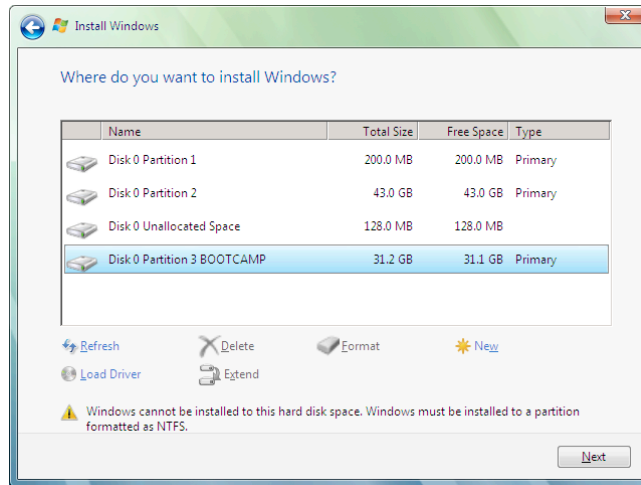 Install Windows
Where do you want to install Windows?
Name Total Size Free Space Type
Disk 0 Partition 1 200.0 MB 200.0 MB Primary
Disk 0 Partition 2 43.0 GB 43.0 GB Primary
Disk 0 Unallocated Space 128.0 MB 128.0 MB
Disk 0 Partition 3 BOOTCAMP 31.2 GB 31.1 GB Primary
Refresh Delete Format New
Load Driver Extend
Windows cannot be installed to this hard disk space. Windows must be installed to a partition
formatted as NTFS.
Next